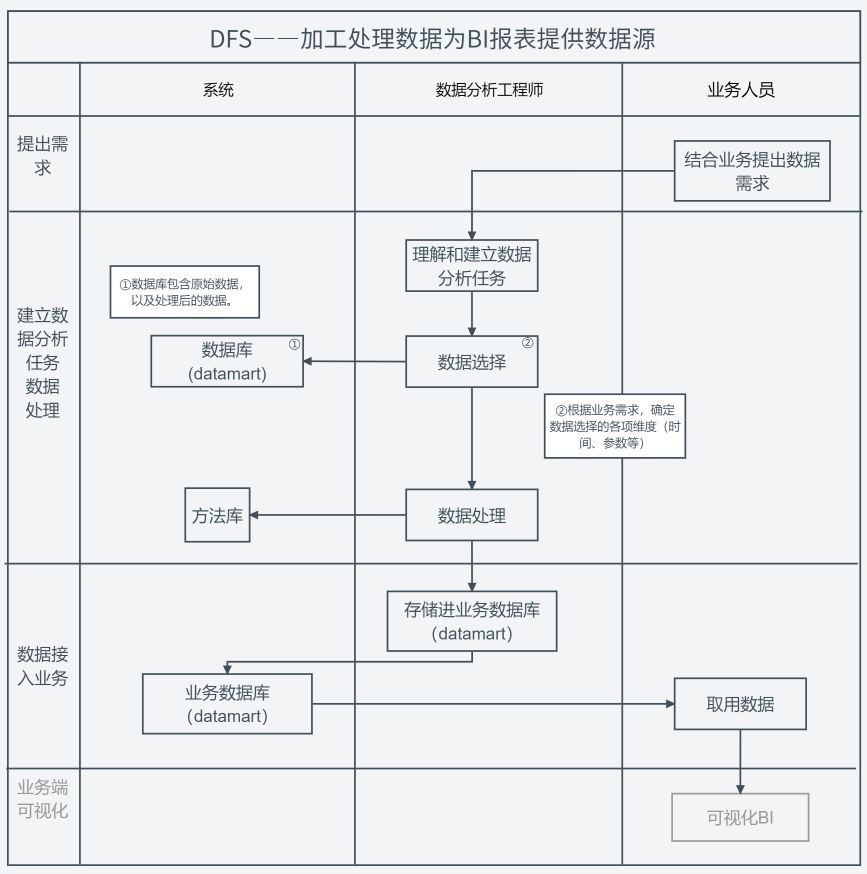 DFS——加工处理数据为BI报表提供数据源
系统
数据分析工程师
业务人员
提出需
求
结合业务提出数据
需求
建立数
据分析
任务
数据
处理
理解和建立数据
分析任务
①数据库包含原始数据，
以及处理后的数据。
数据库
(datamart)
①
数据选择
②
②根据业务需求，确定
数据选择的各项维度（时
间、参数等）
方法库
数据处理
数据接
入业务
存储进业务数据库
（datamart）
业务数据库
（datamart）
取用数据
业务端
可视化
可视化BI